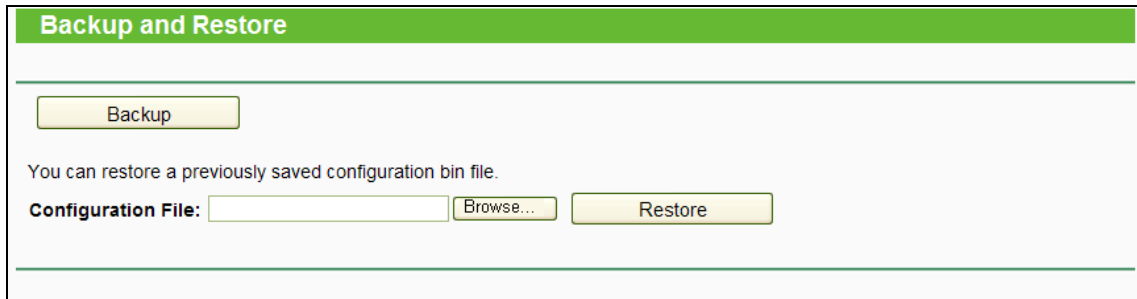 Backup and Restore
Backup
You can restore a previously saved configuration bin file.
Configuration File: Browse... Restore